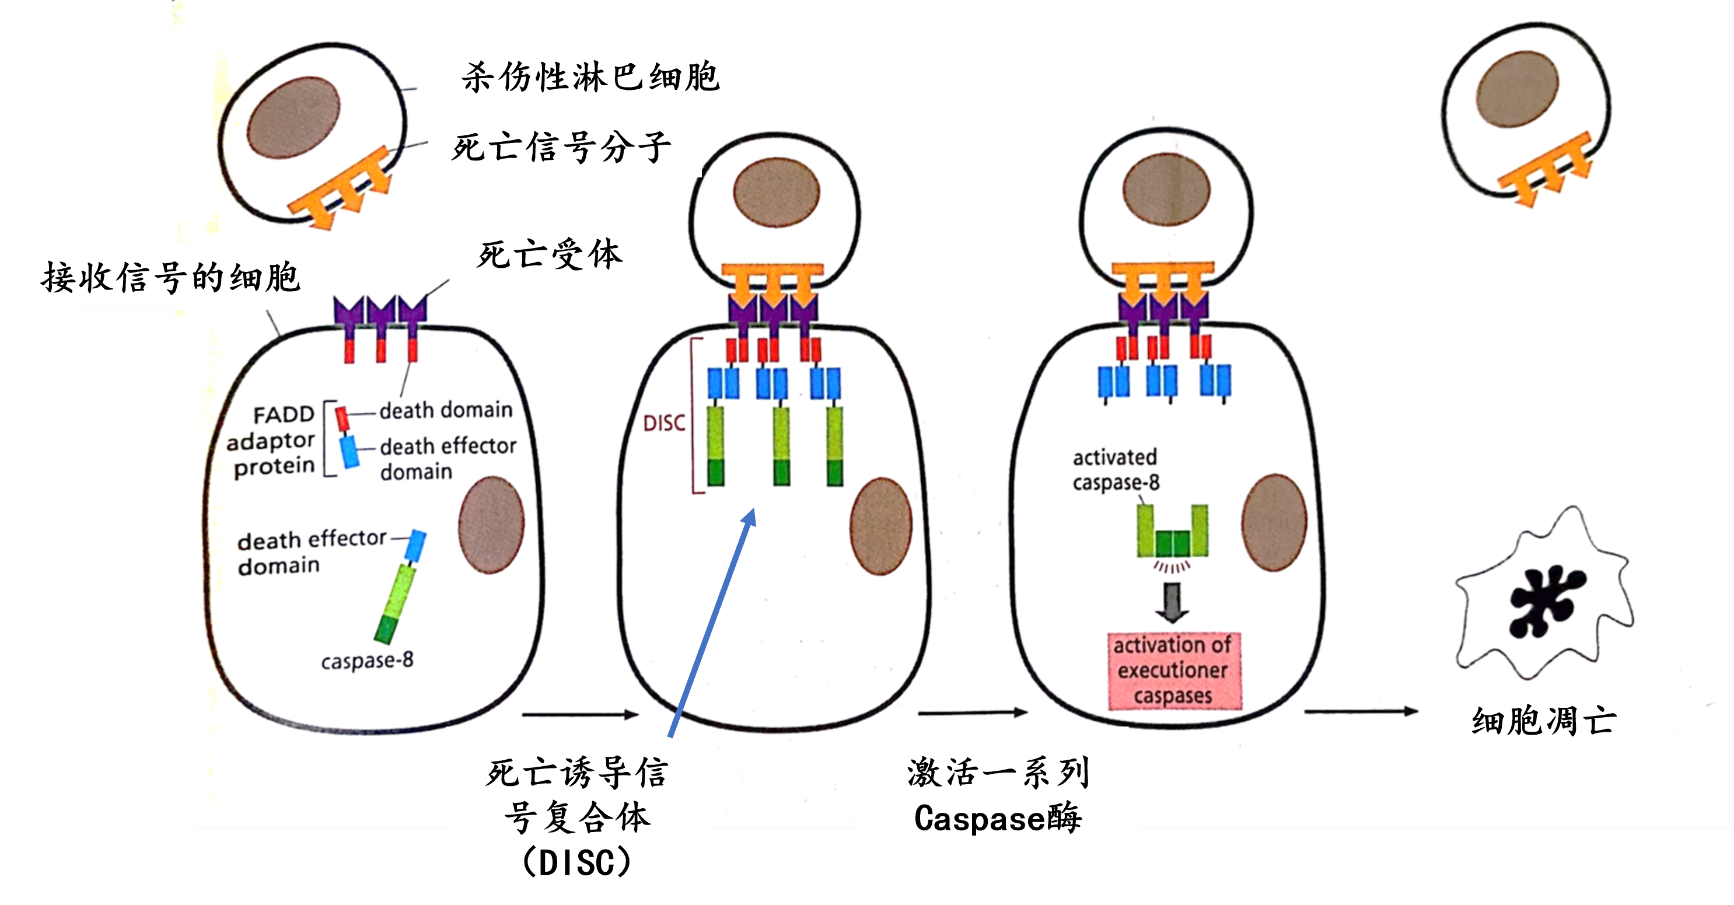 杀伤性淋巴细胞
死亡信号分子
死亡受体
接收信号的细胞
FADD
adaptor
protein
death domain
death effector
domain
death effector
domain
caspase-8
DISC
死亡诱导信
号复合体
（DISC）
activated
caspase-8
activation of
executioner
caspases
激活一系列
Caspase酶
细胞凋亡